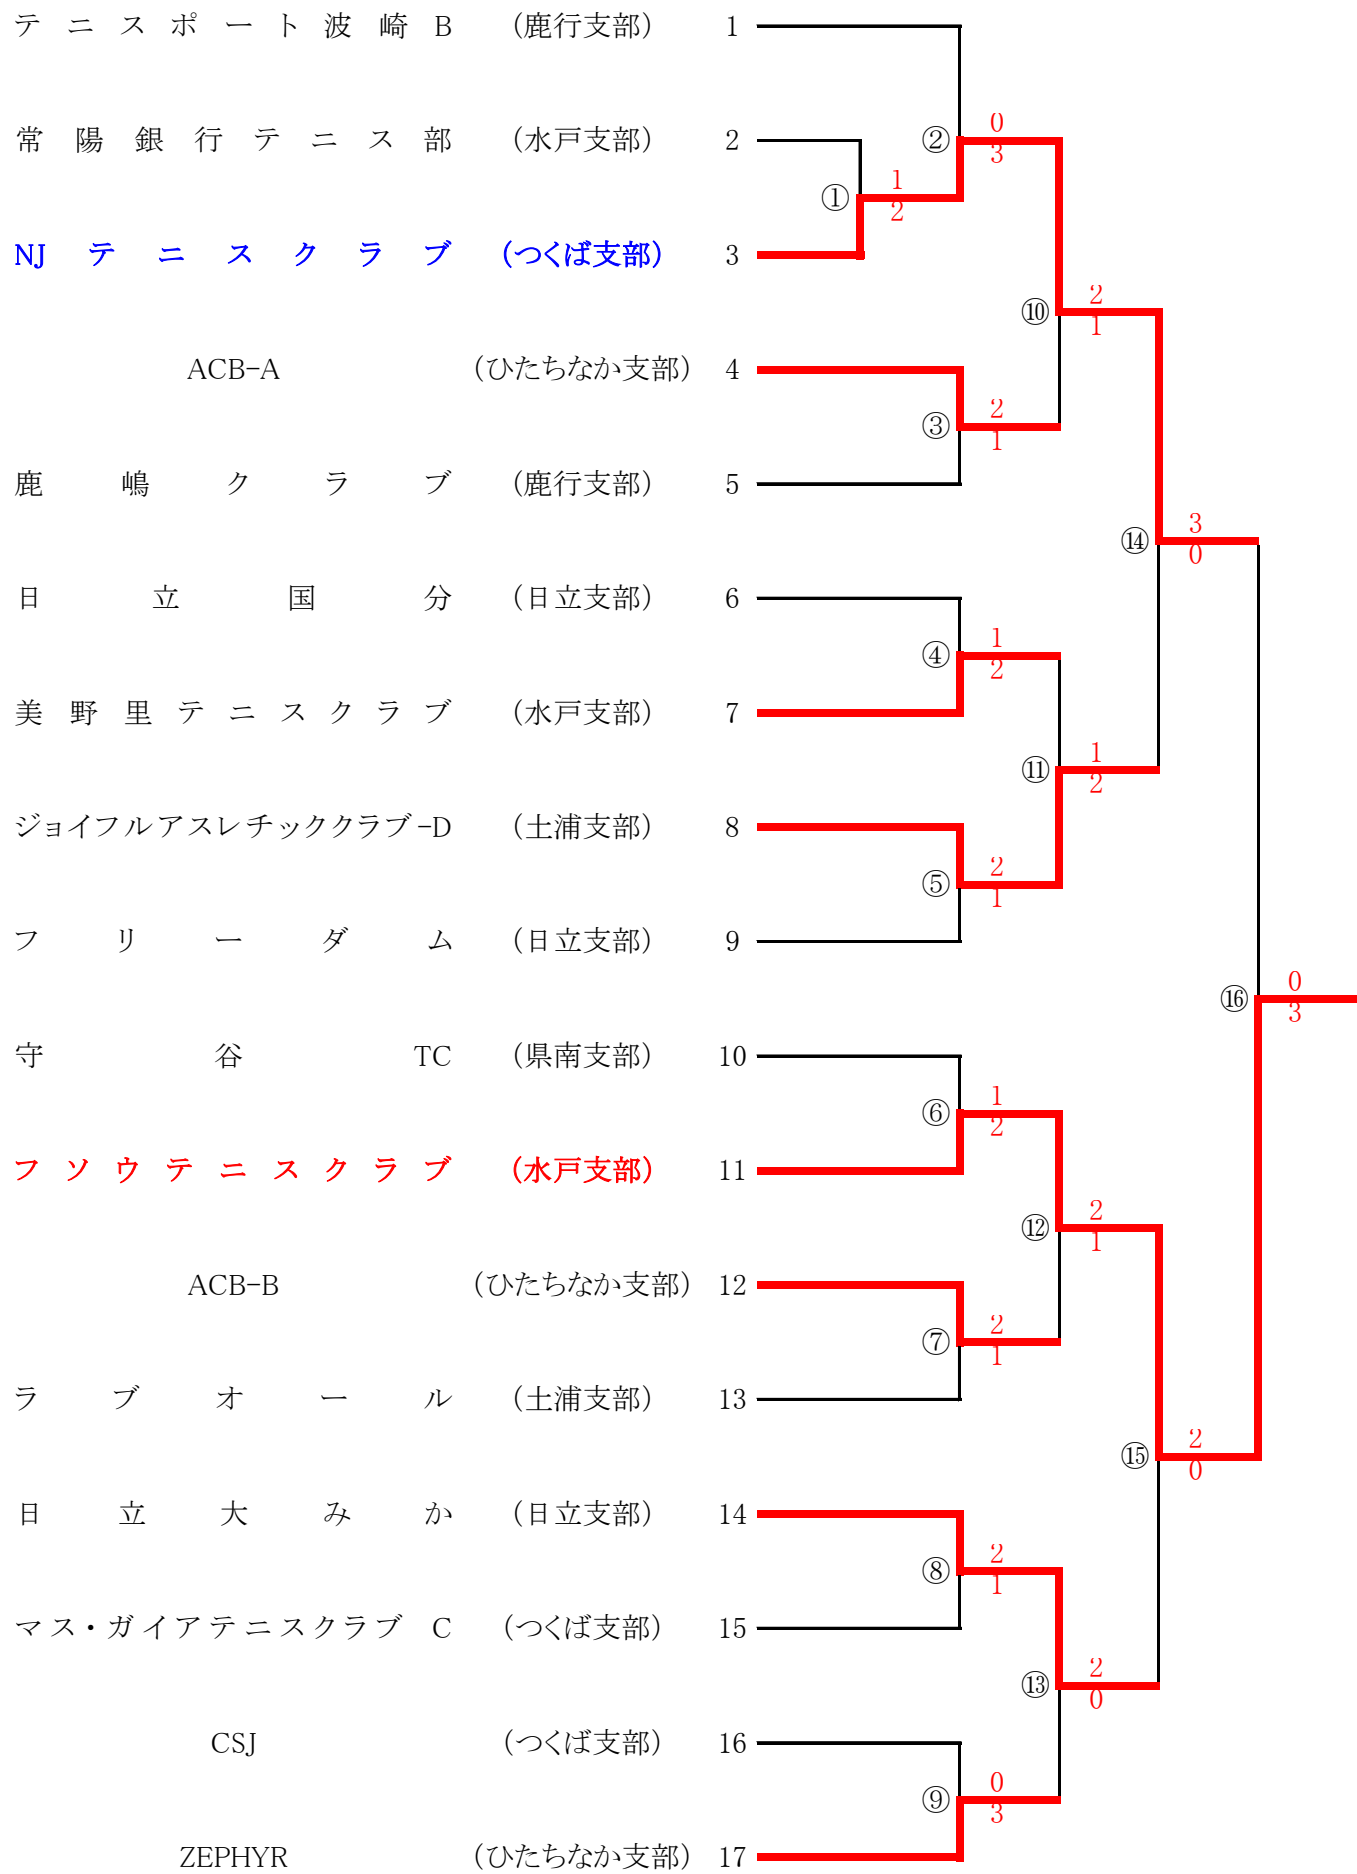 テニスポート波崎B (鹿行支部) 1
0
常陽銀行テニス部 (水戸支部) 2 ②
3
① 1
2
NJテニスクラブ (つくば支部) 3
2
⑩
1
ACB-A (ひたちなか支部) 4
2
③
1
鹿嶋クラブ (鹿行支部) 5
3
⑭
0
日立国分 (日立支部) 6
1
④
2
美野里テニスクラブ (水戸支部) 7
1
⑪
2
ジョイフルアスレチッククラブ-D (土浦支部) 8
2
⑤
1
フリーダム (日立支部) 9
0
⑯
3
守谷TC (県南支部) 10
1
⑥
2
フソウテニスクラブ (水戸支部) 11
2
⑫
1
ACB-B (ひたちなか支部) 12
2
⑦
1
ラブオール (土浦支部) 13
2
⑮
0
日立大みか (日立支部) 14
2
⑧
1
マス・ガイアテニスクラブ C (つくば支部) 15
2
⑬
0
CSJ (つくば支部) 16
0
⑨
3
ZEPHYR (ひたちなか支部) 17